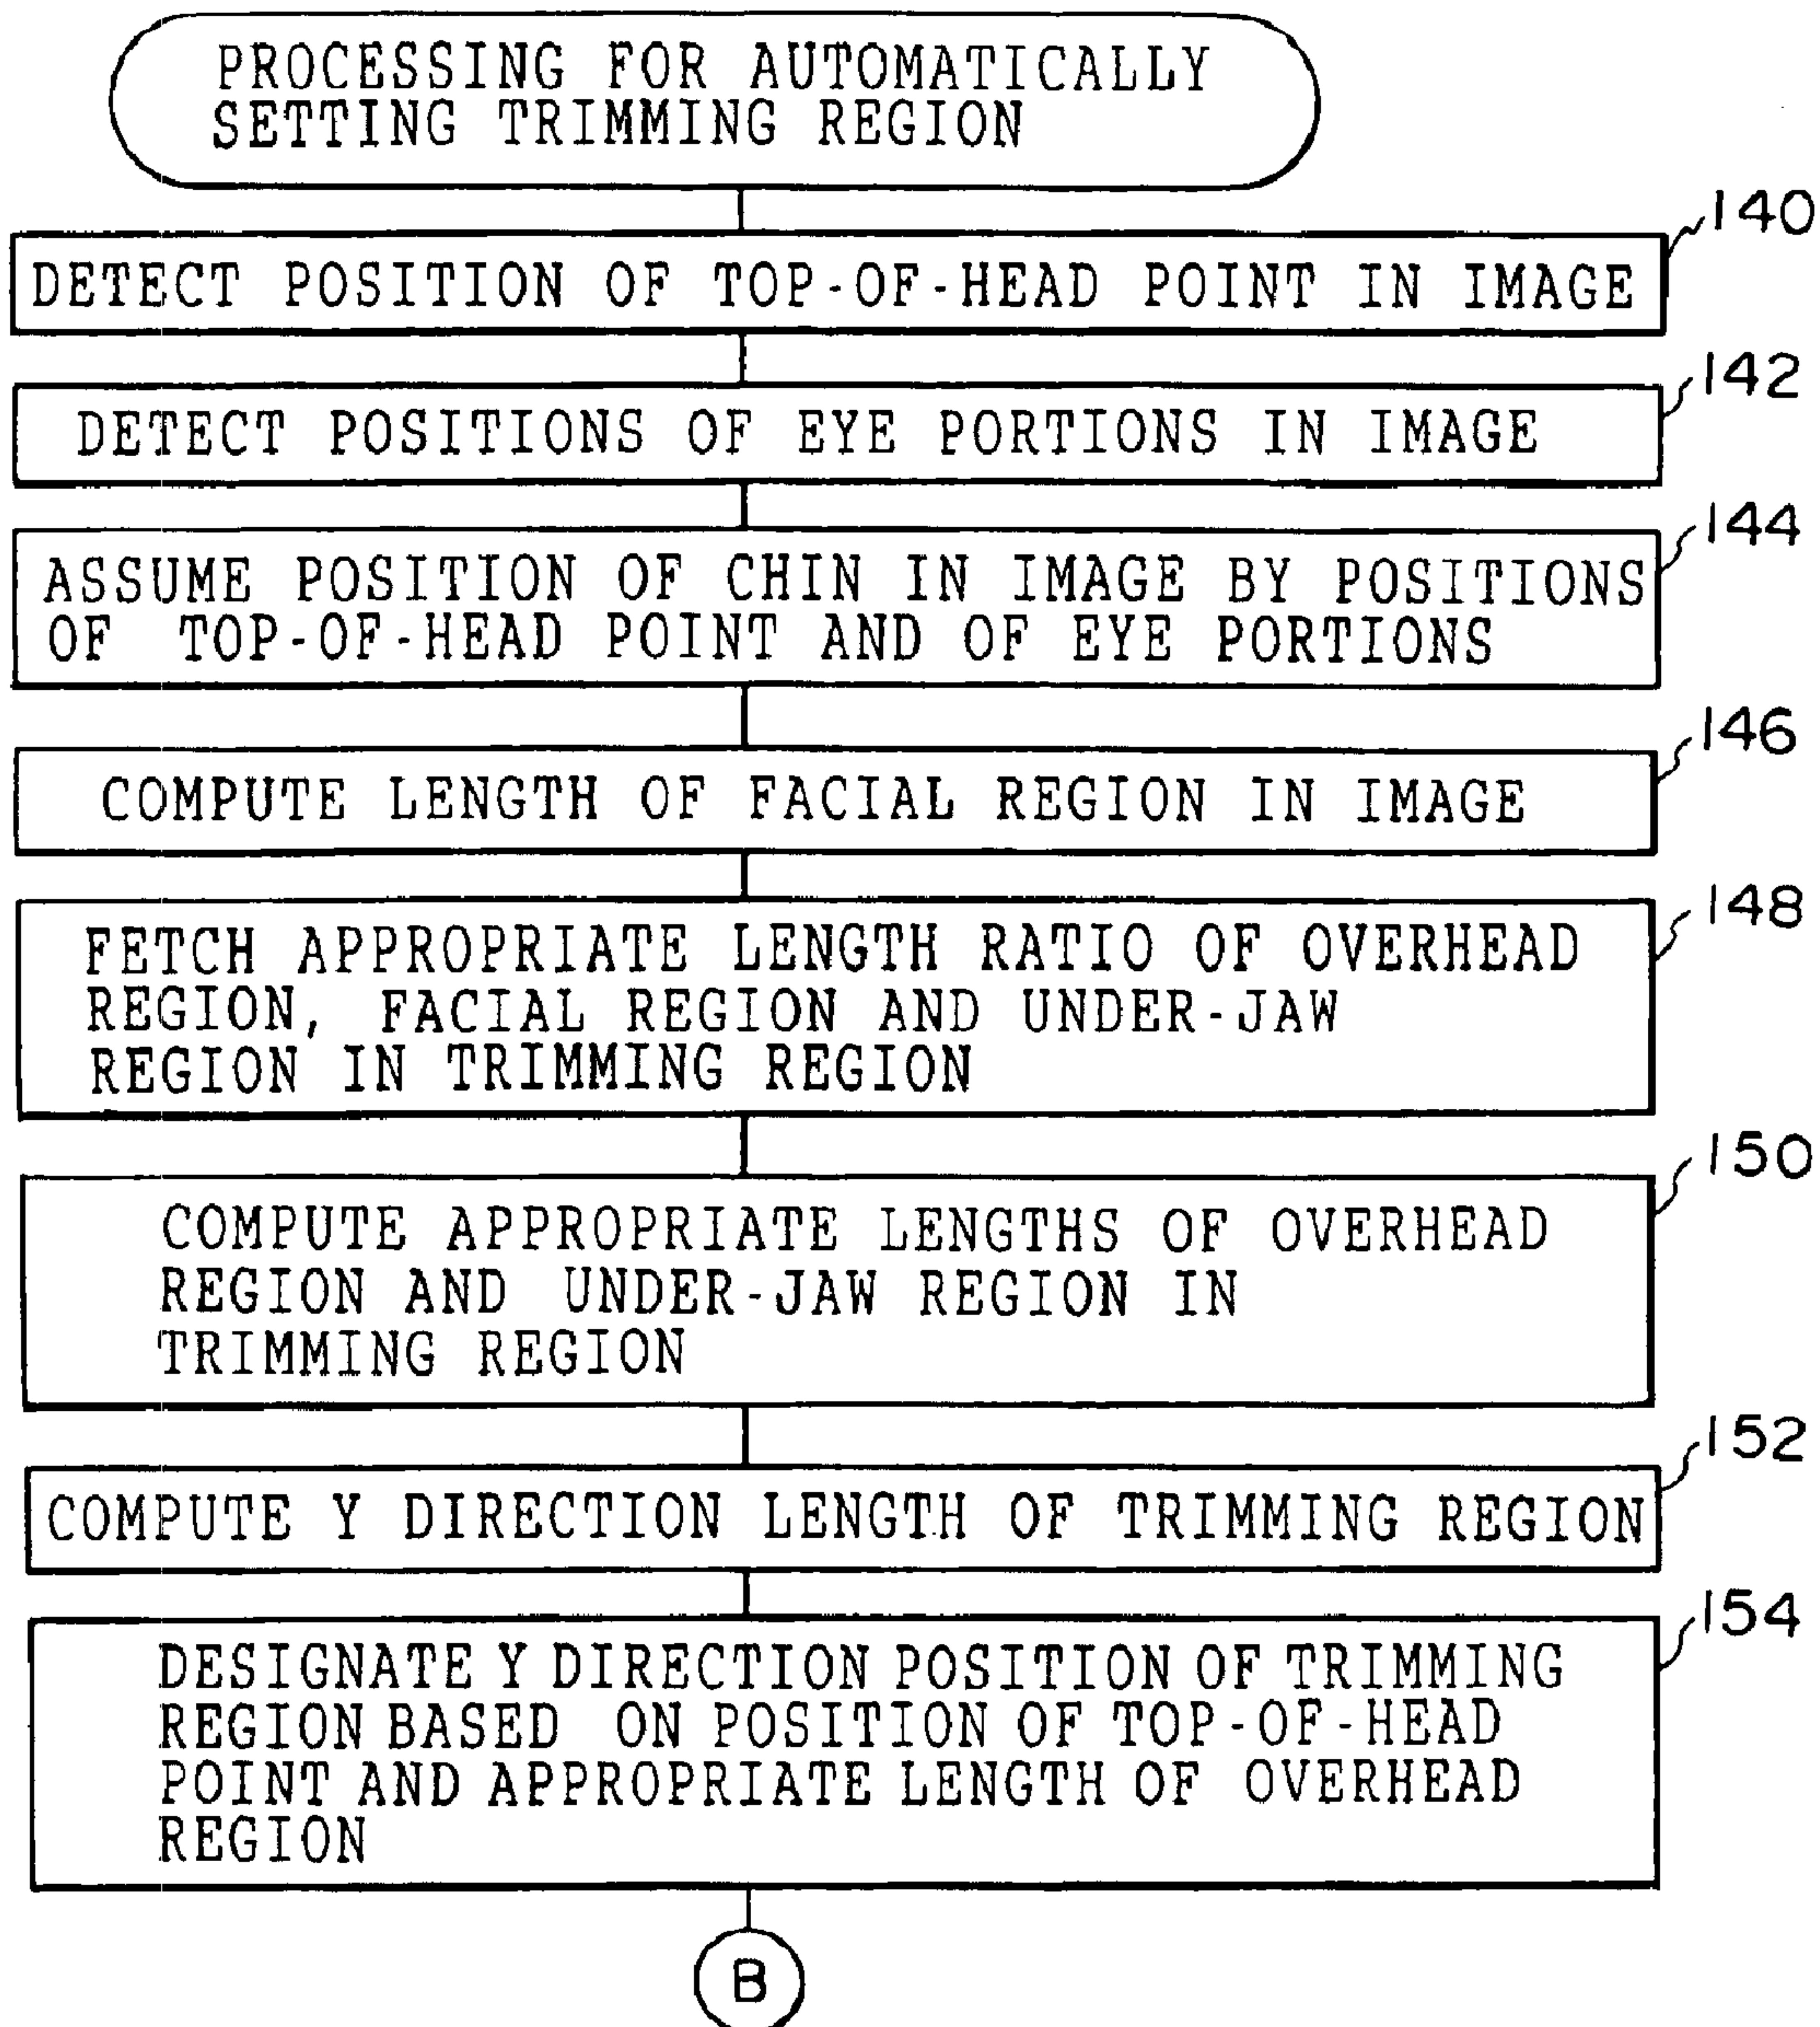 PROCESSING FOR AUTOMATICALLY
SETTING TRIMMING REGION
140
DETECT POSITION OF TOP-OF-HEAD POINT IN IMAGE
142
DETECT POSITIONS OF EYE PORTIONS IN IMAGE
144
ASSUME POSITION OF CHIN IN IMAGE BY POSITIONS
OF TOP-OF-HEAD POINT AND OF EYE PORTIONS
146
COMPUTE LENGTH OF FACIAL REGION IN IMAGE
148
FETCH APPROPRIATE LENGTH RATIO OF OVERHEAD
REGION, FACIAL REGION AND UNDER-JAW
REGION IN TRIMMING REGION
150
COMPUTE APPROPRIATE LENGTHS OF OVERHEAD
REGION AND UNDER-JAW REGION IN
TRIMMING REGION
152
COMPUTE Y DIRECTION LENGTH OF TRIMMING REGION
154
DESIGNATE Y DIRECTION POSITION OF TRIMMING
REGION BASED ON POSITION OF TOP-OF-HEAD
POINT AND APPROPRIATE LENGTH OF OVERHEAD
REGION
B